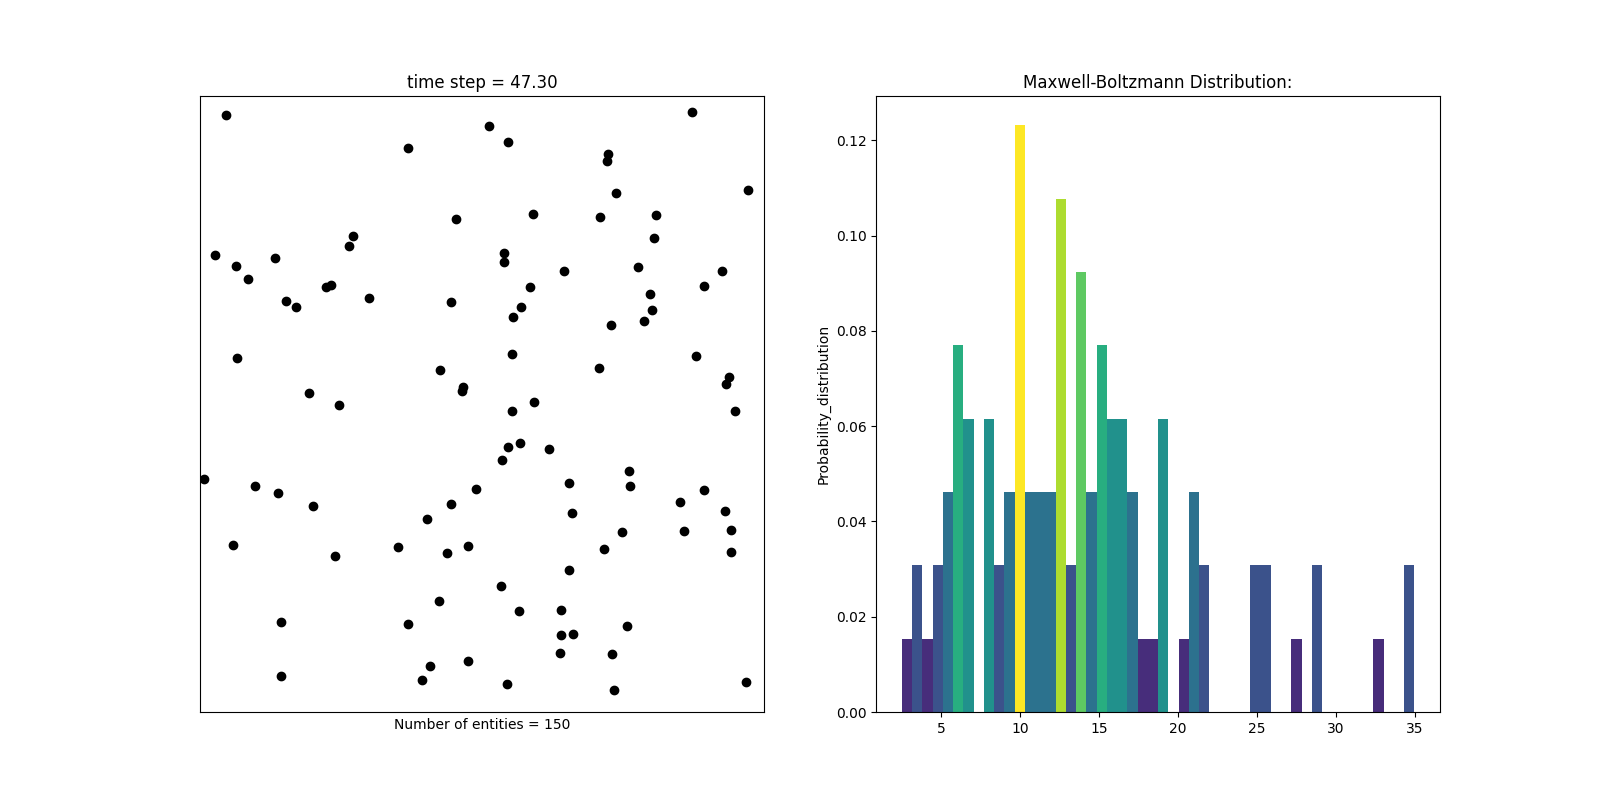 time step = 47.30
Number of entities = 150
Maxwell-Boltzmann Distribution:
Probability_distribution
0.12
0.10
0.08
0.06
0.04
0.02
0.00
5 10 15 20 25 30 35